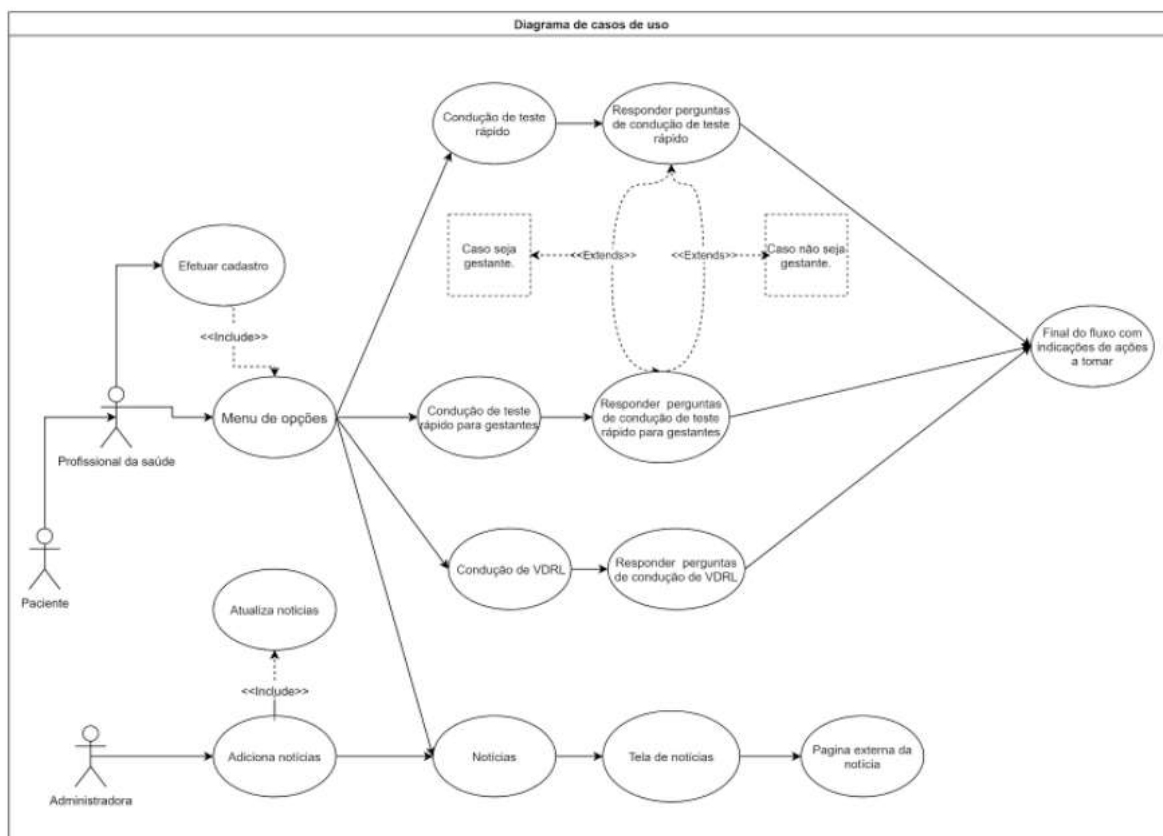 Diagrama de casos de uso
Condução de teste
rápido
Responder perguntas
de condução de teste
rápido
Efetuar cadastro
Caso seja
gestante.
<<Extends>>
<<Extends>>
Caso não seja
gestante.
<<Include>>
Final do fluxo com
indicações de ações
a tomar
Menu de opções
Condução de teste
rápido para gestantes
Responder perguntas
de condução de teste
rápido para gestantes
Profissional da saúde
Condução de VDRL
Responder perguntas
de condução de VDRL
Paciente
Atualiza notícias
<<Include>>
Adiciona notícias
Notícias
Tela de notícias
Pagina externa da
notícia
Administradora